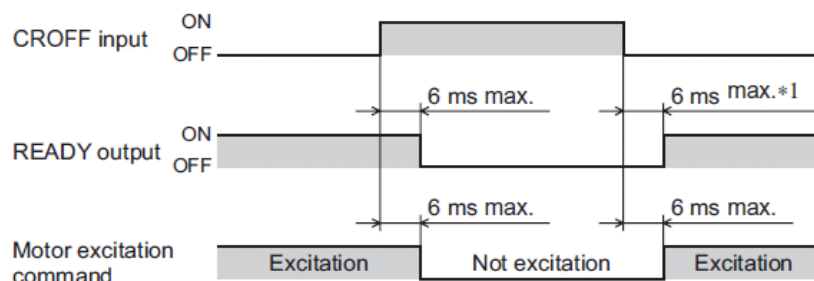 ON
CROFF input
OFF
6 ms max.
6 ms max.*1
ON
READY output
OFF
6 ms max.
6 ms max.
Motor excitation
command
Excitation
Not excitation
Excitation